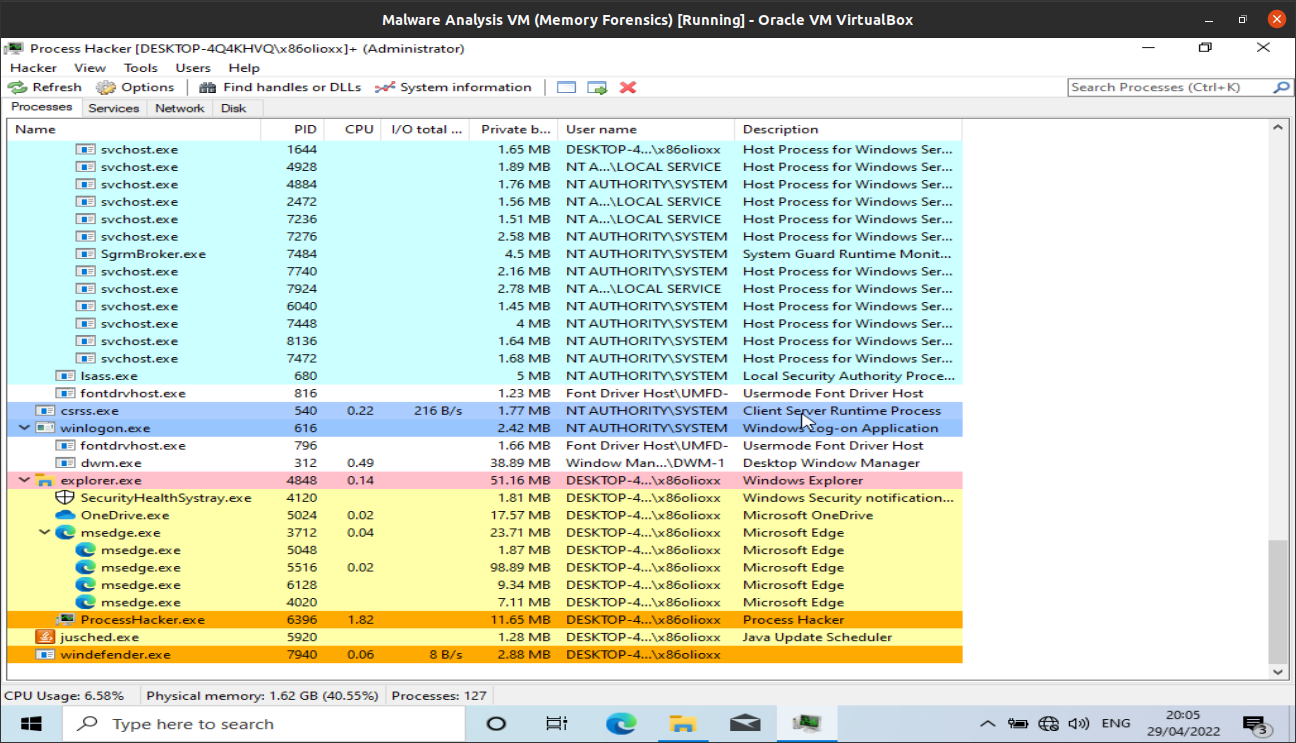 Malware Analysis VM (Memory Forensics) [Running] - Oracle VM VirtualBox
Process Hacker [DESKTOP-4Q4KHVQ\x86olioxx]+ (Administrator)
Hacker View Tools Users Help
Refresh Options Find handles or DLLs System information Search Processes (Ctrl+K)
Processes Services Network Disk
Name PID CPU I/O total ... Private b... User name Description
svchost.exe 1644 1.65 MB DESKTOP-4...\x86olioxx Host Process for Windows Ser...
svchost.exe 4928 1.89 MB NT A...\LOCAL SERVICE Host Process for Windows Ser...
svchost.exe 4884 1.76 MB NT AUTHORITY\SYSTEM Host Process for Windows Ser...
svchost.exe 2472 1.56 MB NT A...\LOCAL SERVICE Host Process for Windows Ser...
svchost.exe 7236 1.51 MB NT A...\LOCAL SERVICE Host Process for Windows Ser...
svchost.exe 7276 2.58 MB NT AUTHORITY\SYSTEM Host Process for Windows Ser...
SgrmBroker.exe 7484 4.5 MB NT AUTHORITY\SYSTEM System Guard Runtime Monit...
svchost.exe 7740 2.16 MB NT AUTHORITY\SYSTEM Host Process for Windows Ser...
svchost.exe 7924 2.78 MB NT A...\LOCAL SERVICE Host Process for Windows Ser...
svchost.exe 6040 1.45 MB NT AUTHORITY\SYSTEM Host Process for Windows Ser...
svchost.exe 7448 4 MB NT AUTHORITY\SYSTEM Host Process for Windows Ser...
svchost.exe 8136 1.64 MB NT AUTHORITY\SYSTEM Host Process for Windows Ser...
svchost.exe 7472 1.68 MB NT AUTHORITY\SYSTEM Host Process for Windows Ser...
lsass.exe 680 5 MB NT AUTHORITY\SYSTEM Local Security Authority Proce...
fontdrvhost.exe 816 1.23 MB Font Driver Host\UMFD- Usermode Font Driver Host
csrss.exe 540 0.22 216 B/s 1.77 MB NT AUTHORITY\SYSTEM Client Server Runtime Process
winlogon.exe 616 2.42 MB NT AUTHORITY\SYSTEM Windows Log-on Application
fontdrvhost.exe 796 1.66 MB Font Driver Host\UMFD- Usermode Font Driver Host
dwm.exe 312 0.49 38.89 MB Window Man...\DWM-1 Desktop Window Manager
explorer.exe 4848 0.14 51.16 MB DESKTOP-4...\x86olioxx Windows Explorer
SecurityHealthSystray.exe 4120 1.81 MB DESKTOP-4...\x86olioxx Windows Security notification...
OneDrive.exe 5024 0.02 17.57 MB DESKTOP-4...\x86olioxx Microsoft OneDrive
msedge.exe 3712 0.04 23.71 MB DESKTOP-4...\x86olioxx Microsoft Edge
msedge.exe 5048 1.87 MB DESKTOP-4...\x86olioxx Microsoft Edge
msedge.exe 5516 0.02 98.89 MB DESKTOP-4...\x86olioxx Microsoft Edge
msedge.exe 6128 9.34 MB DESKTOP-4...\x86olioxx Microsoft Edge
msedge.exe 4020 7.11 MB DESKTOP-4...\x86olioxx Microsoft Edge
ProcessHacker.exe 6396 1.82 11.65 MB DESKTOP-4...\x86olioxx Process Hacker
jusched.exe 5920 1.28 MB DESKTOP-4...\x86olioxx Java Update Scheduler
windefender.exe 7940 0.06 8 B/s 2.88 MB DESKTOP-4...\x86olioxx
CPU Usage: 6.58% Physical memory: 1.62 GB (40.55%) Processes: 127
Type here to search ENG 20:05
29/04/2022 3